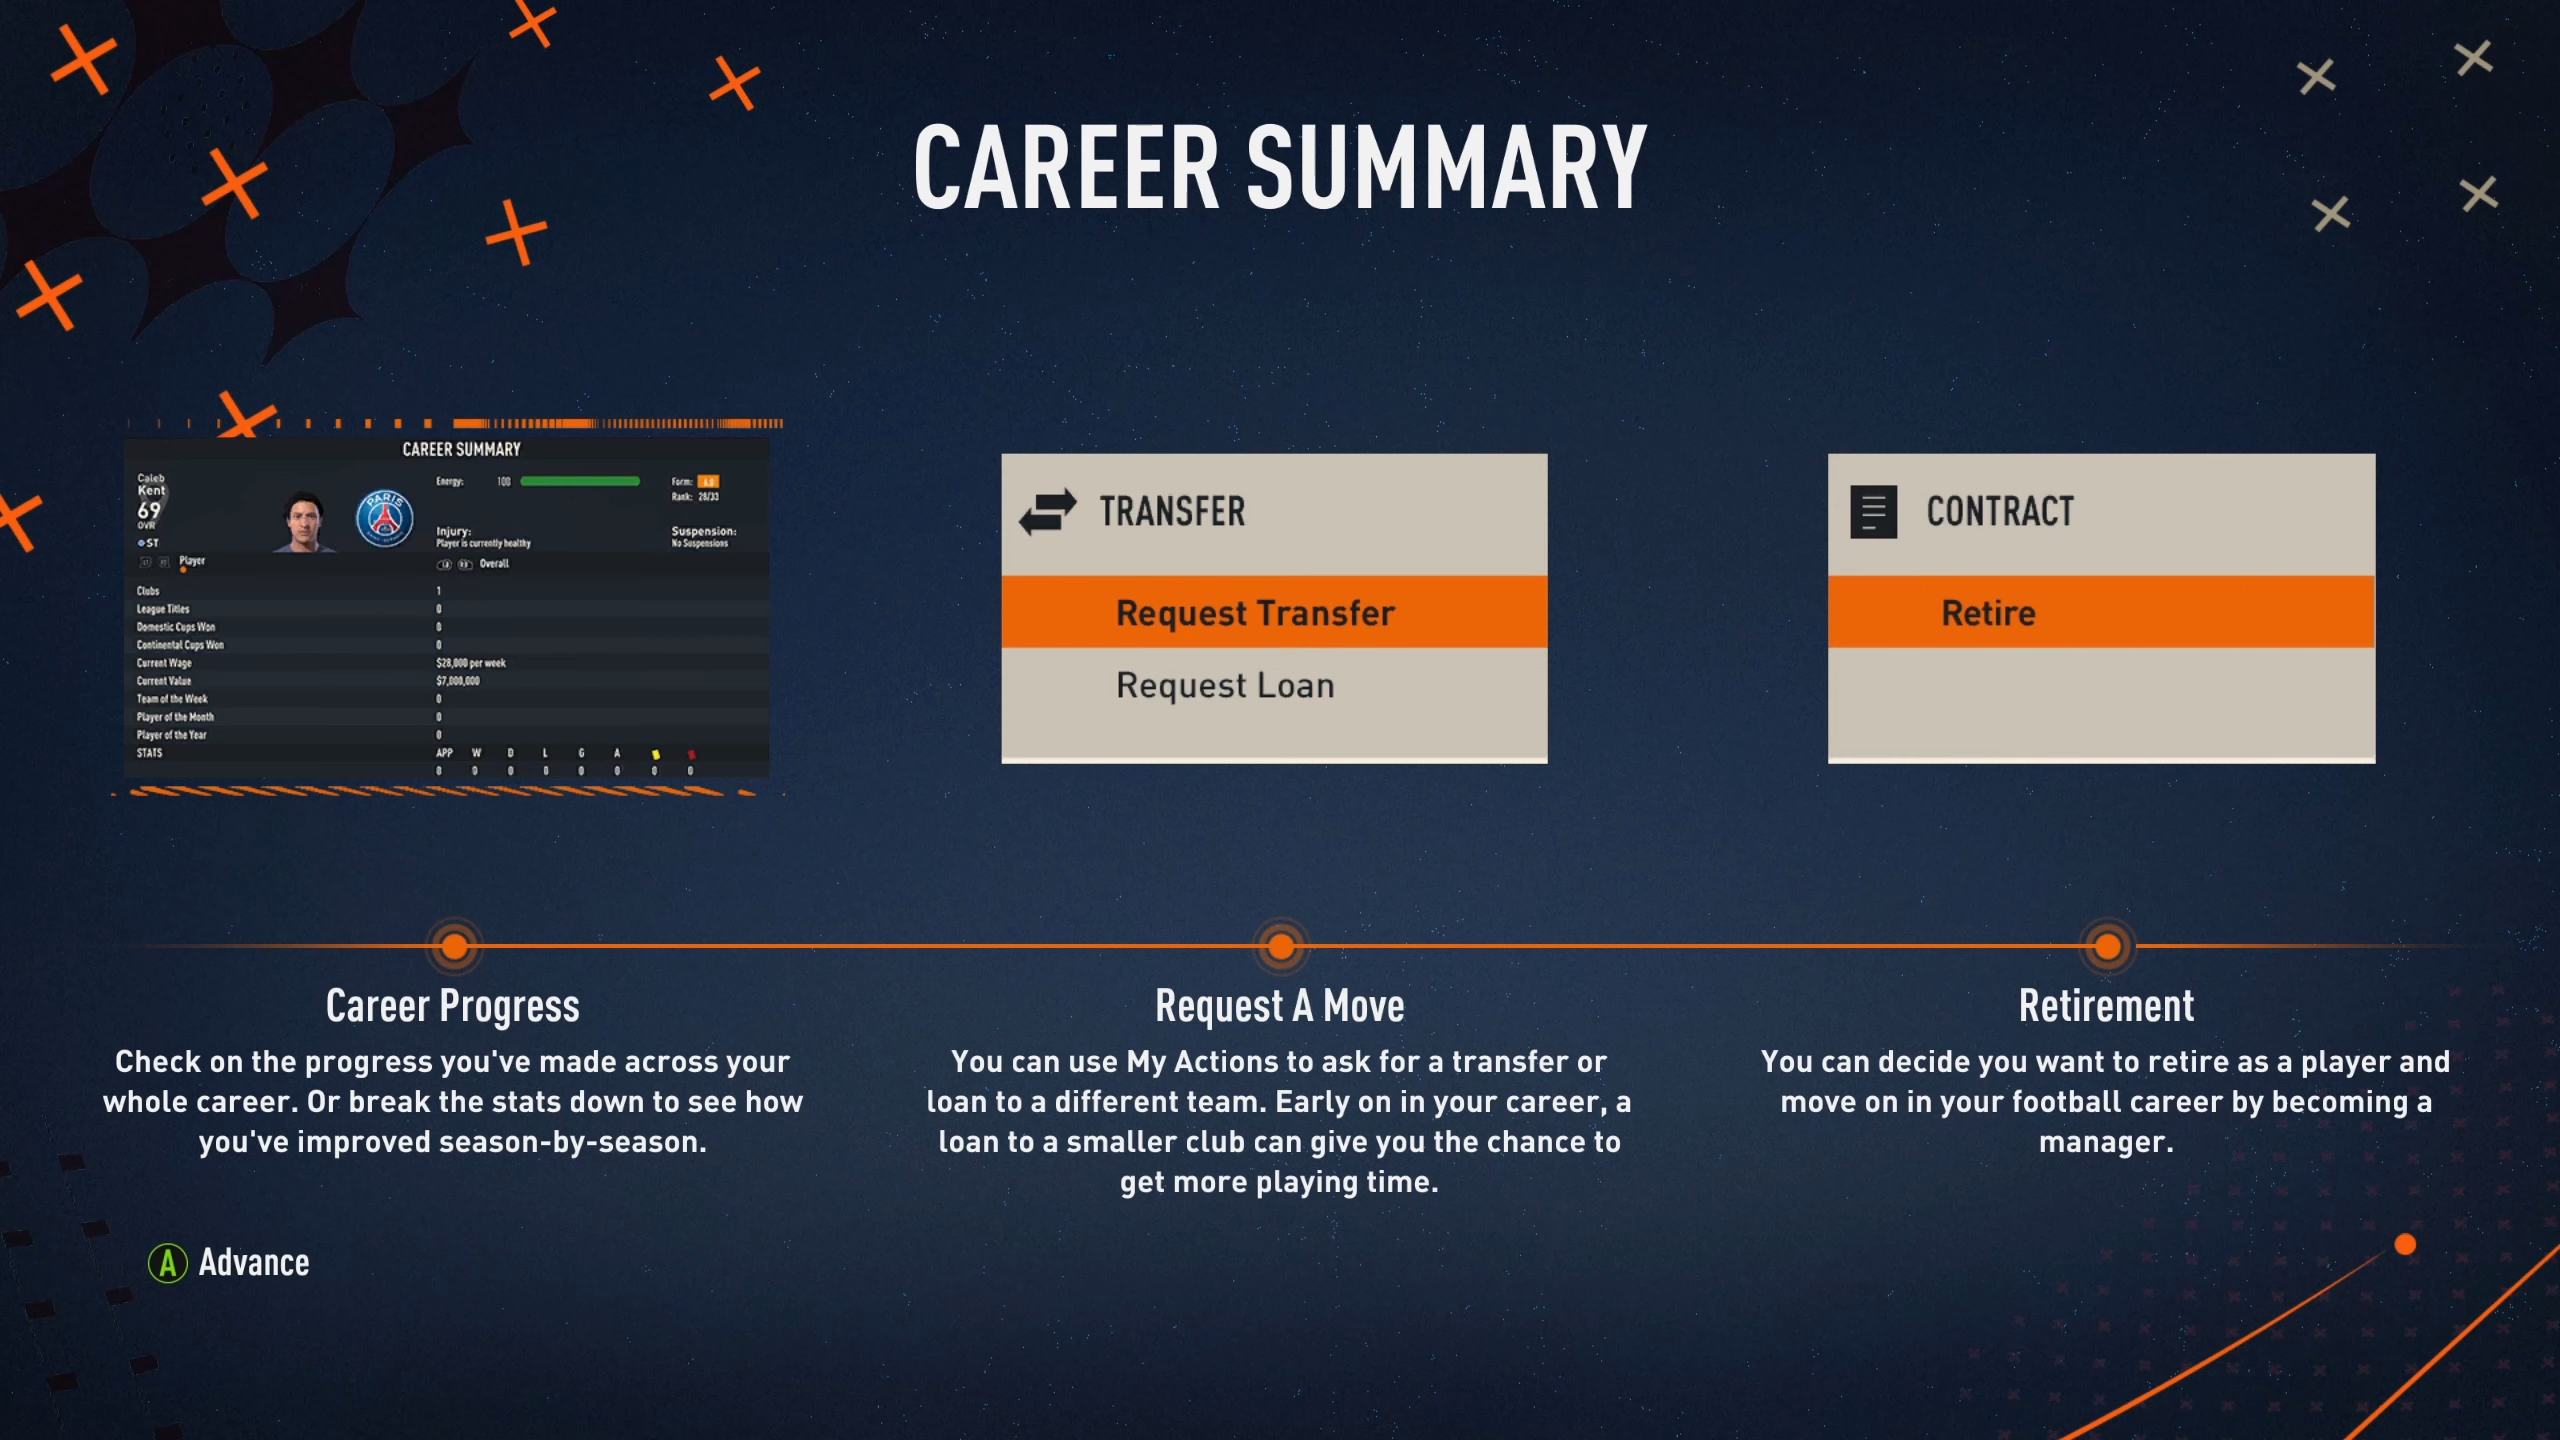 CAREER SUMMARY
CAREER SUMMARY
Caleb
Kent
69
OVR
ST
Player
PARIS
Energy: 100
Form: 6.0
Rank: 28/33
Injury:
Player is currently healthy
Suspension:
No Suspensions
Overall
Clubs 1
League Titles 0
Domestic Cups Won 0
Continental Cups Won 0
Current Wage $28,000 per week
Current Value $7,000,000
Team of the Week 0
Player of the Month 0
Player of the Year 0
STATS APP W D L G A
0 0 0 0 0 0 0 0
TRANSFER
Request Transfer
Request Loan
CONTRACT
Retire
Career Progress
Check on the progress you've made across your
whole career. Or break the stats down to see how
you've improved season-by-season.
Request A Move
You can use My Actions to ask for a transfer or
loan to a different team. Early on in your career, a
loan to a smaller club can give you the chance to
get more playing time.
Retirement
You can decide you want to retire as a player and
move on in your football career by becoming a
manager.
A Advance